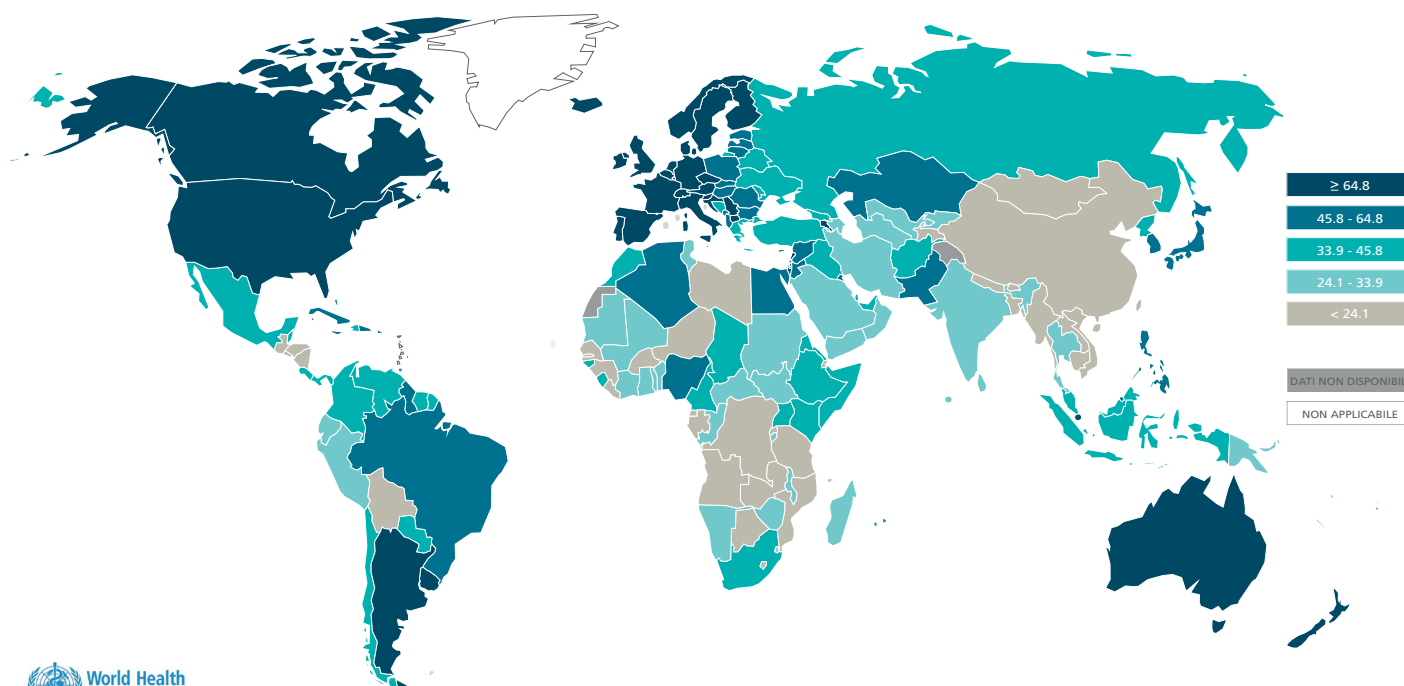 ≥ 64.8
45.8 - 64.8
33.9 - 45.8
24.1 - 33.9
< 24.1
DATI NON DISPONIBIL
NON APPLICABILE
World Health